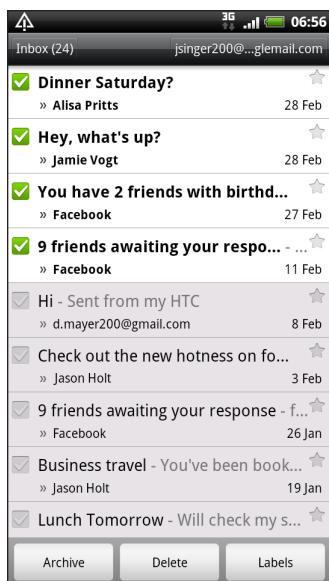 3G 06:56
Inbox (24) jsinger200@...glemail.com
Dinner Saturday?
» Alisa Pritts 28 Feb
Hey, what's up?
» Jamie Vogt 28 Feb
You have 2 friends with birthd...
» Facebook 27 Feb
9 friends awaiting your respo... - ...
» Facebook 11 Feb
Hi - Sent from my HTC
» d.mayer200@gmail.com 8 Feb
Check out the new hotness on fo...
» Jason Holt 3 Feb
9 friends awaiting your response - f...
» Facebook 26 Jan
Business travel - You've been book...
» Jason Holt 19 Jan
Lunch Tomorrow - Will check my s...
Archive Delete Labels